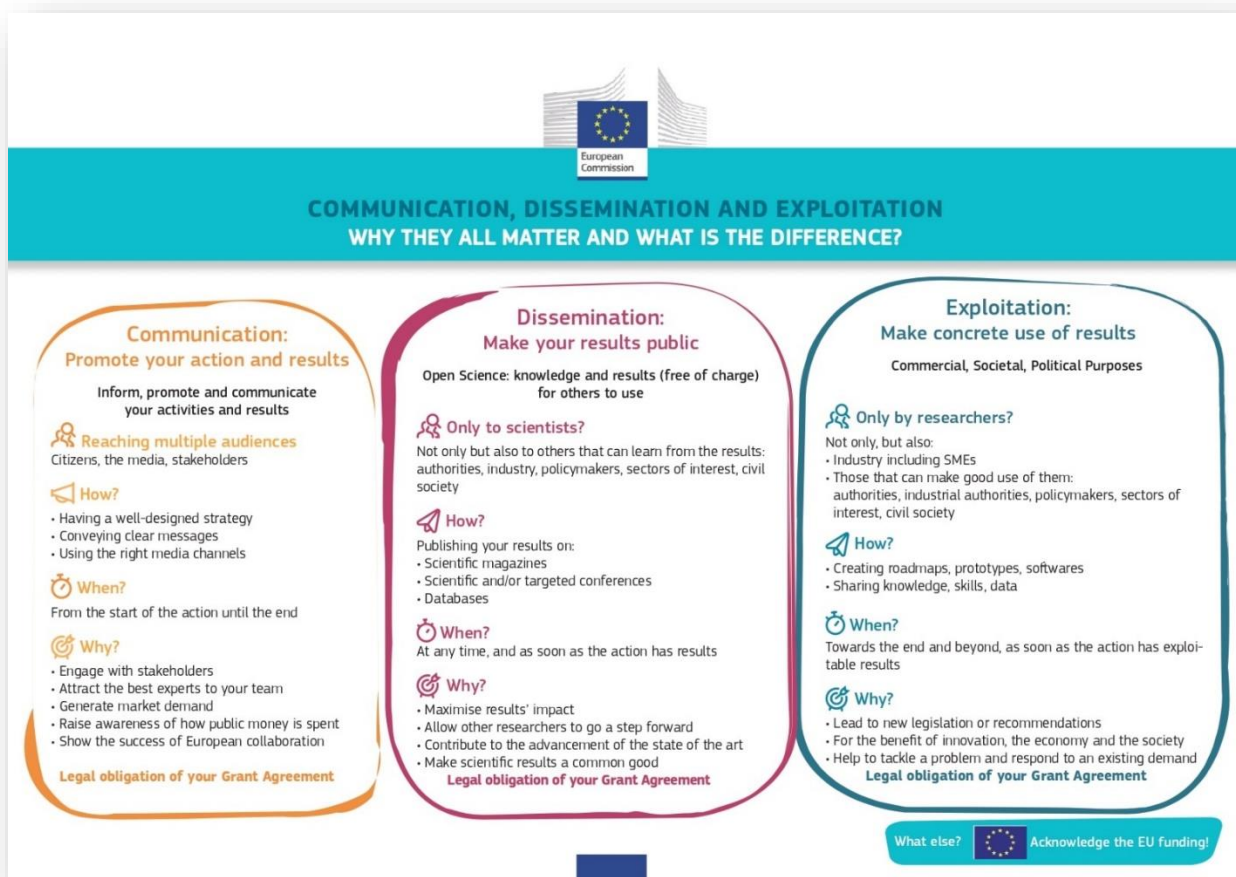 European
Commission
COMMUNICATION, DISSEMINATION AND EXPLOITATION
WHY THEY ALL MATTER AND WHAT IS THE DIFFERENCE?
Communication:
Promote your action and results
Inform, promote and communicate
your activities and results
Reaching multiple audiences
Citizens, the media, stakeholders
How?
• Having a well-designed strategy
• Conveying clear messages
• Using the right media channels
When?
From the start of the action until the end
Why?
• Engage with stakeholders
• Attract the best experts to your team
• Generate market demand
• Raise awareness of how public money is spent
• Show the success of European collaboration
Legal obligation of your Grant Agreement
Dissemination:
Make your results public
Open Science: knowledge and results (free of charge)
for others to use
Only to scientists?
Not only but also to others that can learn from the results:
authorities, industry, policymakers, sectors of interest, civil
society
How?
Publishing your results on:
• Scientific magazines
• Scientific and/or targeted conferences
• Databases
When?
At any time, and as soon as the action has results
Why?
• Maximise results' impact
• Allow other researchers to go a step forward
• Contribute to the advancement of the state of the art
• Make scientific results a common good
Legal obligation of your Grant Agreement
Exploitation:
Make concrete use of results
Commercial, Societal, Political Purposes
Only by researchers?
Not only, but also:
• Industry including SMEs
• Those that can make good use of them:
authorities, industrial authorities, policymakers, sectors of
interest, civil society
How?
• Creating roadmaps, prototypes, softwares
• Sharing knowledge, skills, data
When?
Towards the end and beyond, as soon as the action has exploi-
table results
Why?
• Lead to new legislation or recommendations
• For the benefit of innovation, the economy and the society
• Help to tackle a problem and respond to an existing demand
Legal obligation of your Grant Agreement
What else? Acknowledge the EU funding!